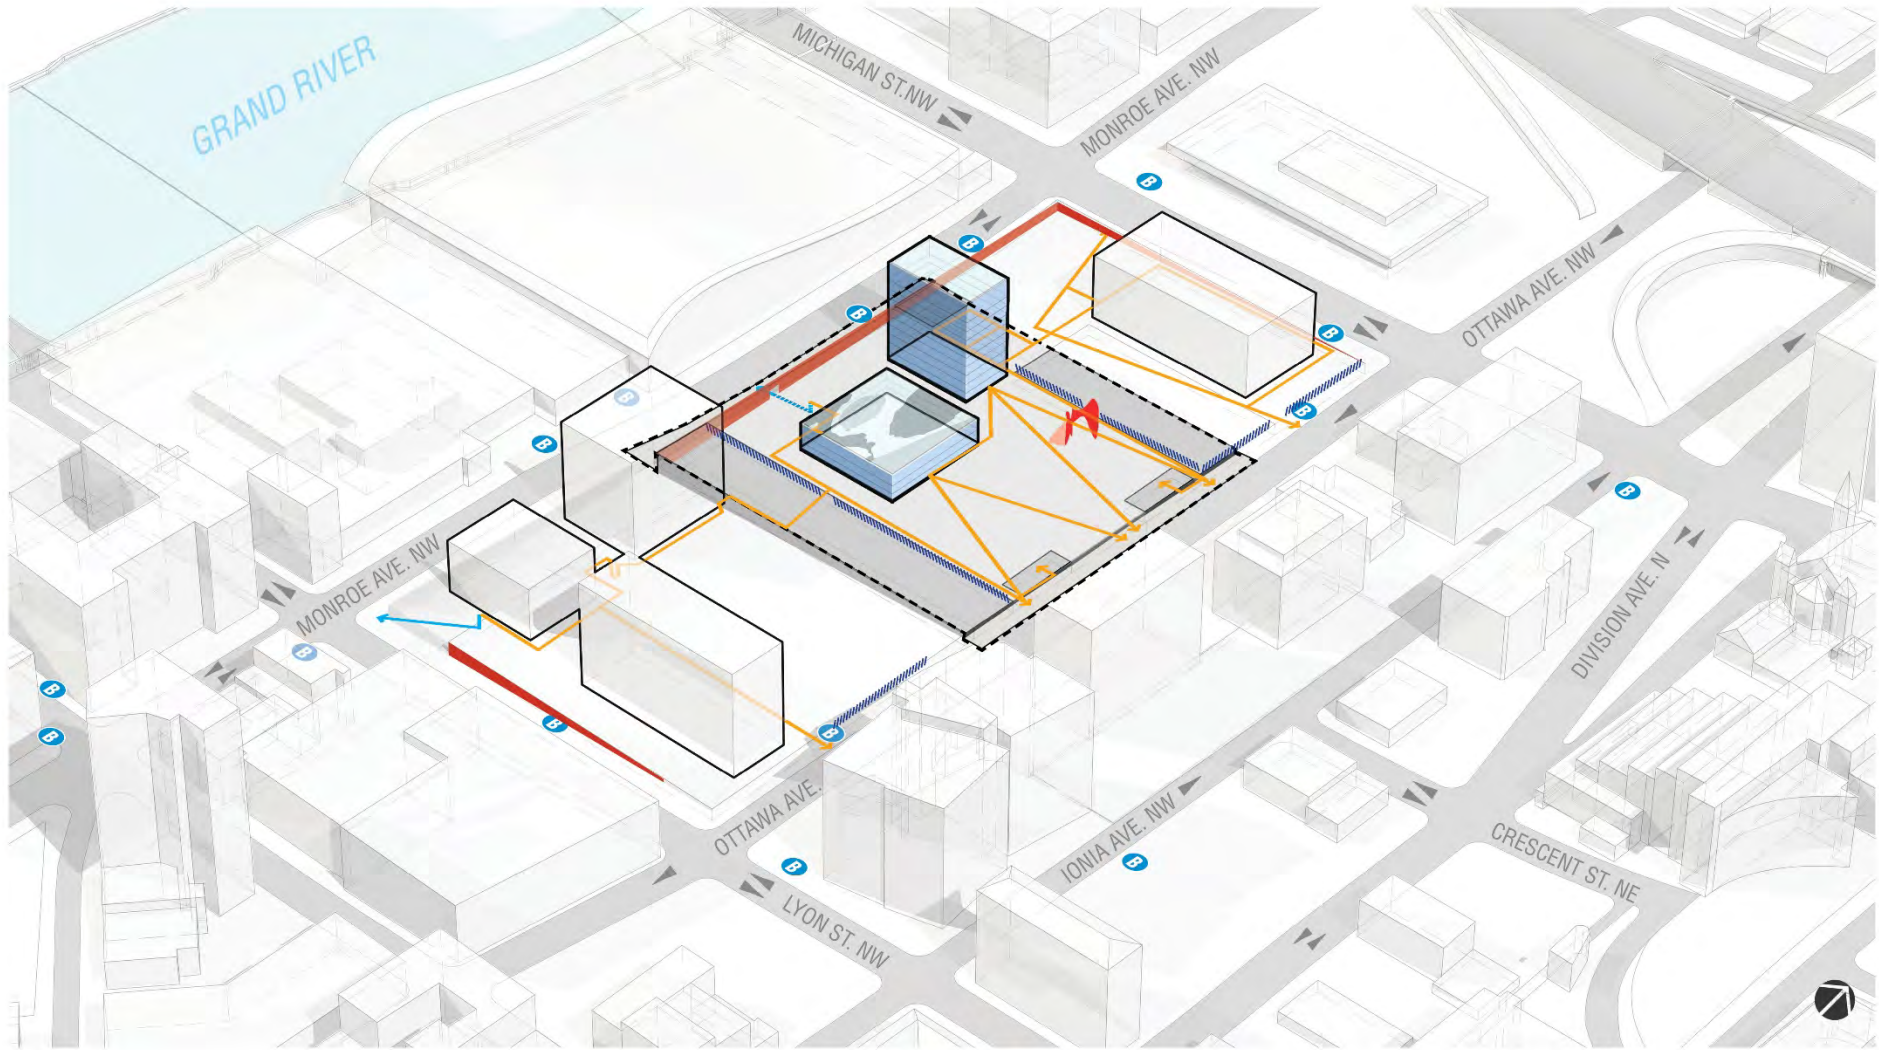 MICHIGAN ST.NW
MONROE AVE. NW
GRAND RIVER
B
B
OTTAWA AVE. NW
B
B
B
B
B
B
MONROE AVE. NW
DIVISION AVE. N
B
B
B
B
B
OTTAWA AVE.
IONIA AVE. NW
CRESCENT ST. NE
B
B
LYON ST. NW